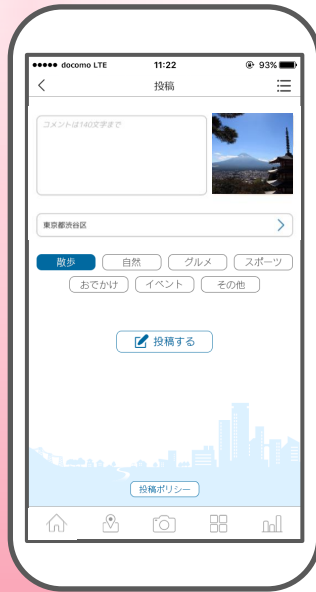 docomo LTE 11:22 93%
投稿
コメントは140文字まで
東京都渋谷区
散歩 自然 グルメ スポーツ
おでかけ イベント その他
投稿する
投稿ポリシー